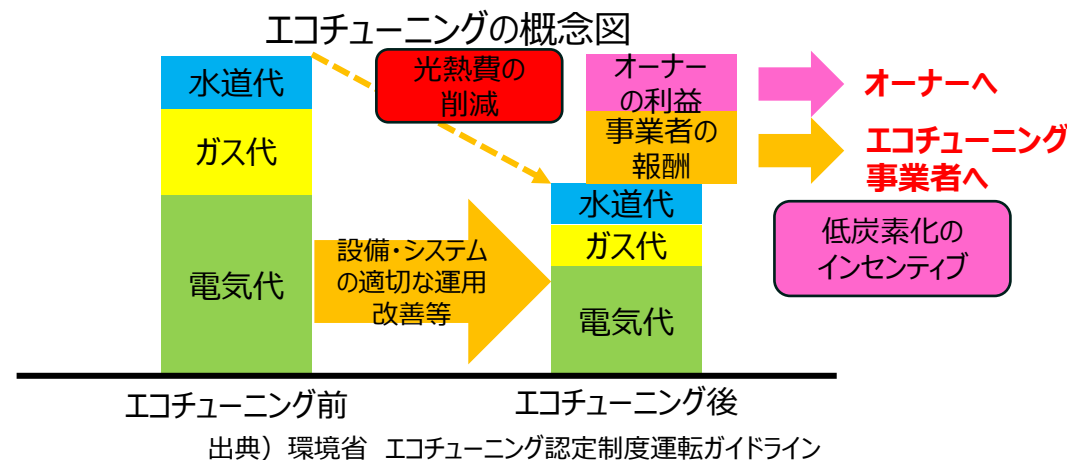 エコチューニングの概念図
水道代
ガス代
電気代
光熱費の
削減
設備・システム
の適切な運用
改善等
オーナー
の利益
事業者の
報酬
水道代
ガス代
電気代
オーナーへ
エコチューニング
事業者へ
低炭素化の
インセンティブ
エコチューニング前
エコチューニング後
出典）環境省 エコチューニング認定制度運転ガイドライン